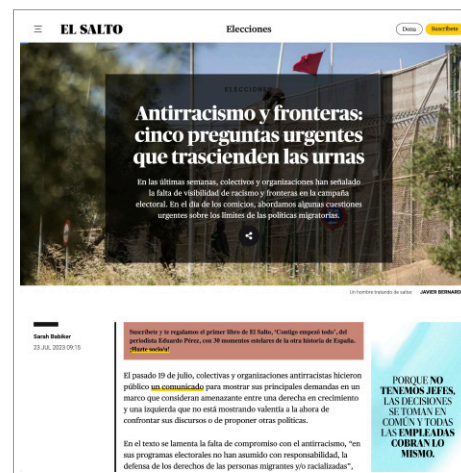 EL SALTO
Elecciones
Dona
Suscríbete
ELECCIONES
Antirracismo y fronteras:
cinco preguntas urgentes
que trascienden las urnas
En las últimas semanas, colectivos y organizaciones han señalado
la falta de visibilidad de racismo y fronteras en la campaña
electoral. En el día de los comicios, abordamos algunas cuestiones
urgentes sobre los límites de las políticas migratorias.
Un hombre tratando de saltar. JAVIER BERNARDO
Sarah Babiker
23 JUL 2023 09:15
Suscríbete y te regalamos el primer libro de El Salto, ‘Contigo empezó todo’, del
periodista Eduardo Pérez, con 30 momentos estelares de la otra historia de España.
¡Hazte socio/a!
El pasado 19 de julio, colectivas y organizaciones antirracistas hicieron
público un comunicado para mostrar sus principales demandas en un
marco que consideran amenazante entre una derecha en crecimiento
y una izquierda que no está mostrando valentía a la ahora de
confrontar sus discursos o de proponer otras políticas.
En el texto se lamenta la falta de compromiso con el antirracismo, “en
sus programas electorales no han asumido con responsabilidad, la
defensa de los derechos de las personas migrantes y/o racializadas”,
PORQUE NO
TENEMOS JEFES,
LAS DECISIONES
SE TOMAN EN
COMÚN Y TODAS
LAS EMPLEADAS
COBRAN LO
MISMO.